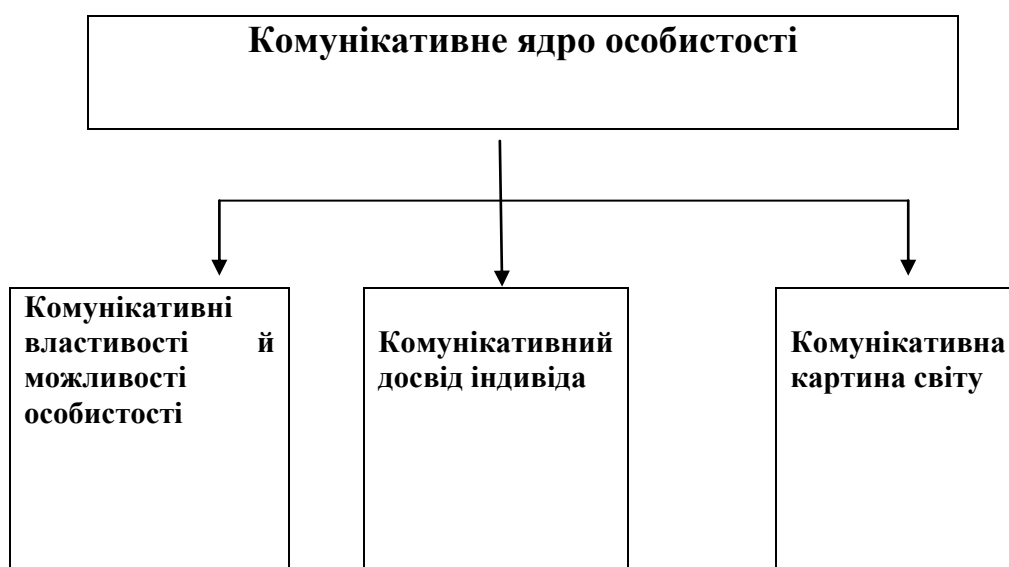 Комунікативне ядро особистості
Комунікативні
властивості й
можливості
особистості
Комунікативний
досвід індивіда
Комунікативна
картина світу